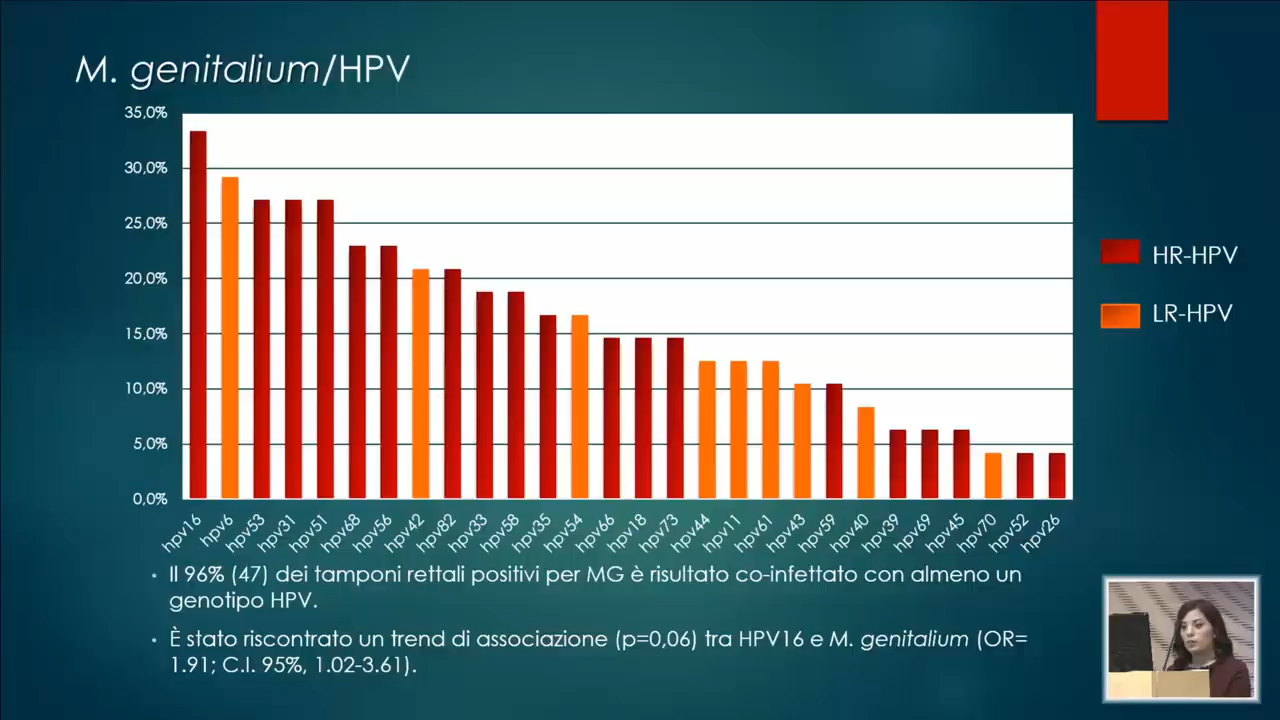 M. genitalium/HPV
35,0%
30,0%
25,0%
20,0%
15,0%
10,0%
5,0%
0,0%
hpv16 hpv6 hpv53 hpv31 hpv51 hpv68 hpv56 hpv42 hpv82 hpv33 hpv58 hpv35 hpv54 hpv66 hpv18 hpv73 hpv44 hpv11 hpv61 hpv43 hpv59 hpv40 hpv39 hpv69 hpv45 hpv70 hpv52 hpv26
HR-HPV
LR-HPV
• Il 96% (47) dei tamponi rettali positivi per MG è risultato co-infettato con almeno un
genotipo HPV.
• È stato riscontrato un trend di associazione (p=0,06) tra HPV16 e M. genitalium (OR=
1.91; C.I. 95%, 1.02-3.61).